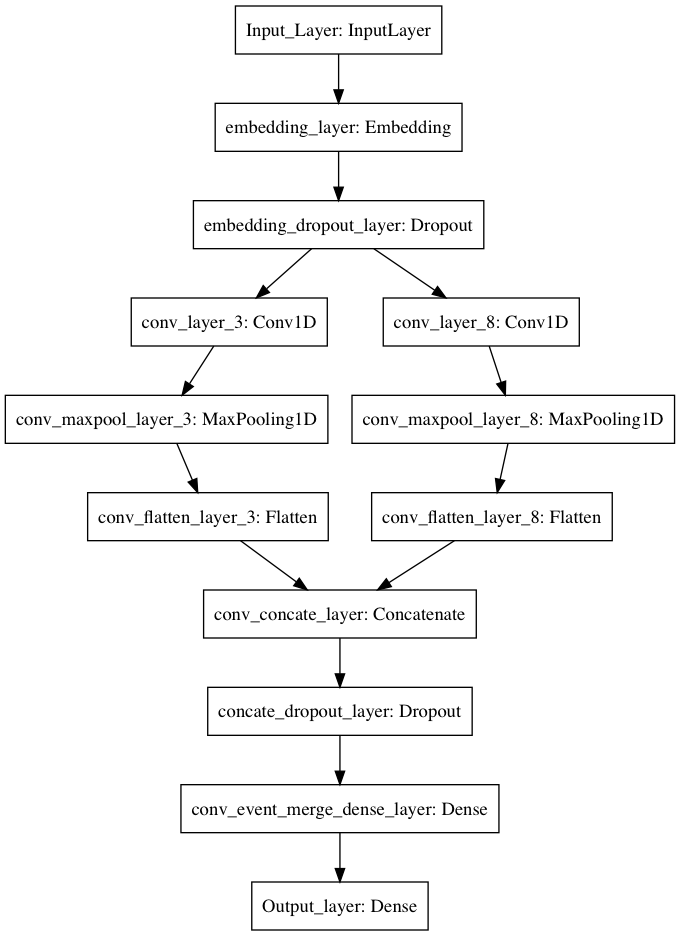 Input_Layer: InputLayer
embedding_layer: Embedding
embedding_dropout_layer: Dropout
conv_layer_3: Conv1D
conv_layer_8: Conv1D
conv_maxpool_layer_3: MaxPooling1D
conv_maxpool_layer_8: MaxPooling1D
conv_flatten_layer_3: Flatten
conv_flatten_layer_8: Flatten
conv_concate_layer: Concatenate
concate_dropout_layer: Dropout
conv_event_merge_dense_layer: Dense
Output_layer: Dense